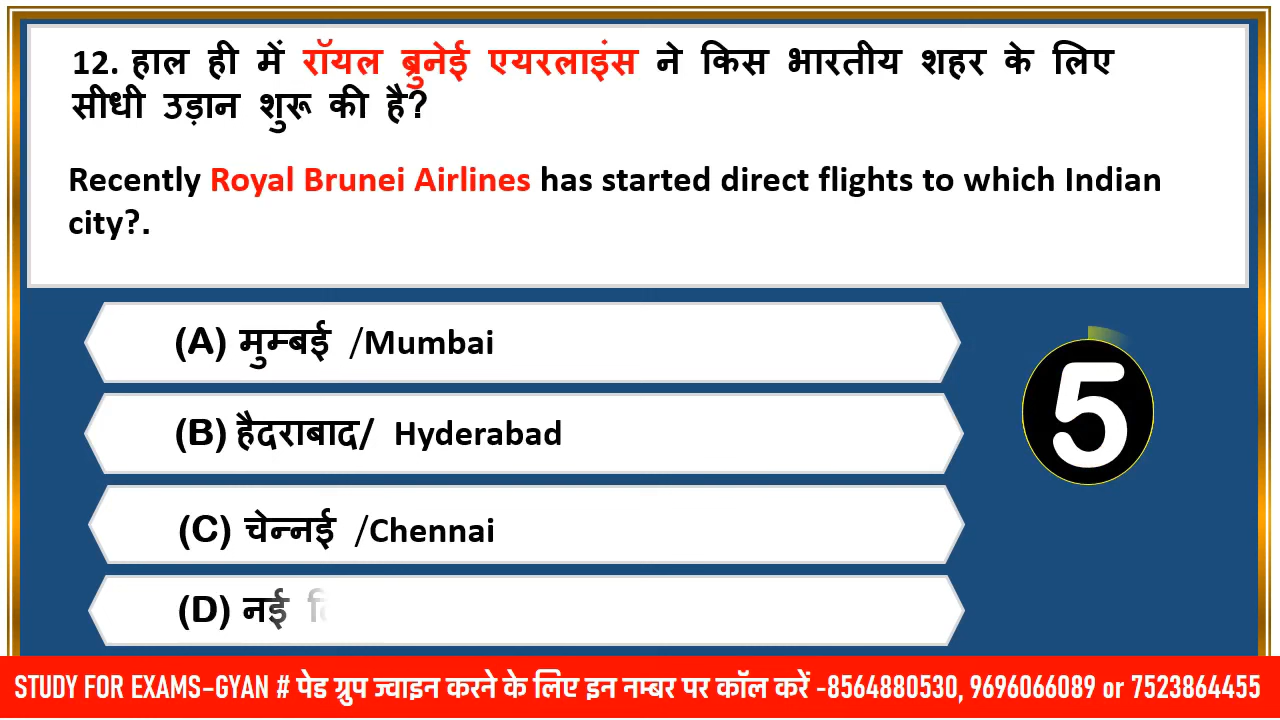 12. हाल ही में रॉयल ब्रुनेई एयरलाइंस ने किस भारतीय शहर के लिए
सीधी उड़ान शुरू की है?
Recently Royal Brunei Airlines has started direct flights to which Indian
city?.
(A) मुम्बई /Mumbai
(B) हैदराबाद/ Hyderabad
(C) चेन्नई /Chennai
(D) नई
5
STUDY FOR EXAMS-GYAN # पेड ग्रुप ज्वाइन करने के लिए इन नम्बर पर कॉल करें -8564880530, 9696066089 or 7523864455